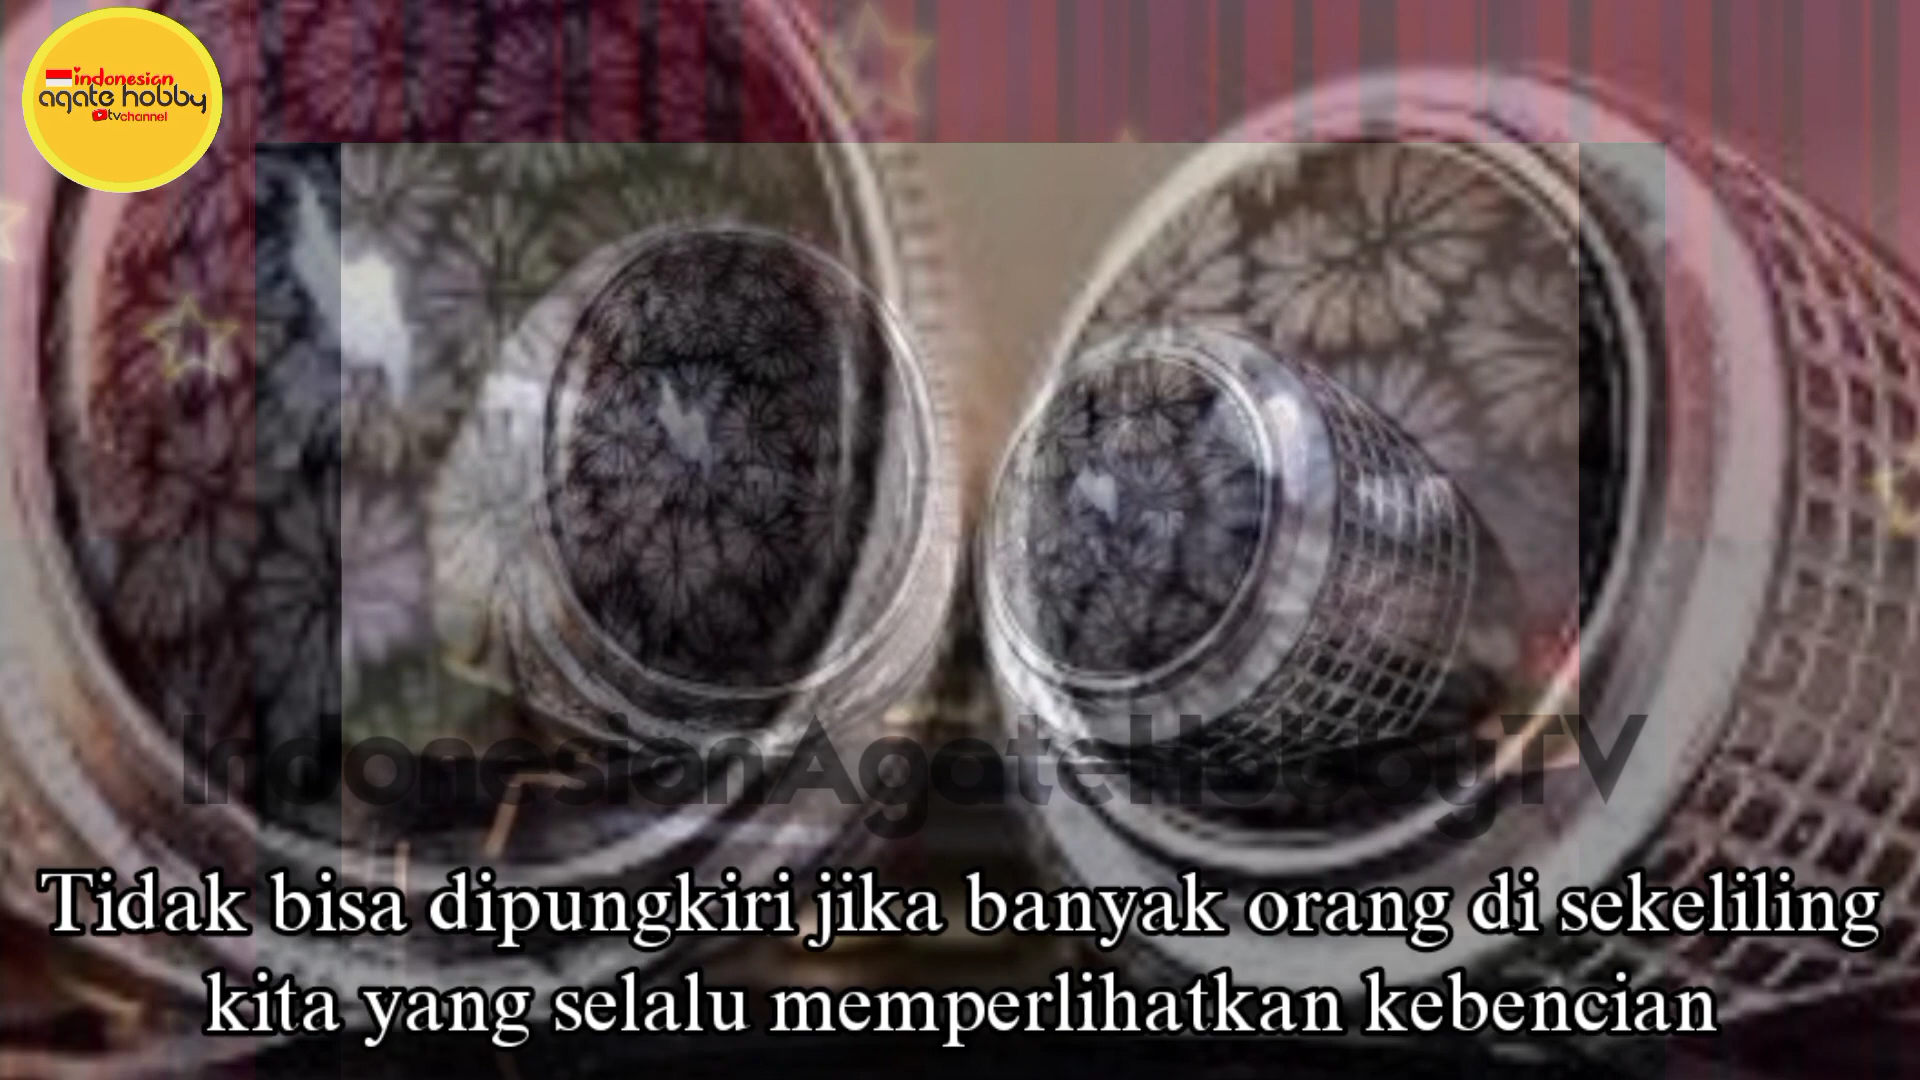 indonesian
agate hobby
tvchannel
IndonesianAgateHobbyTV
Tidak bisa dipungkiri jika banyak orang di sekeliling
kita yang selalu memperlihatkan kebencian